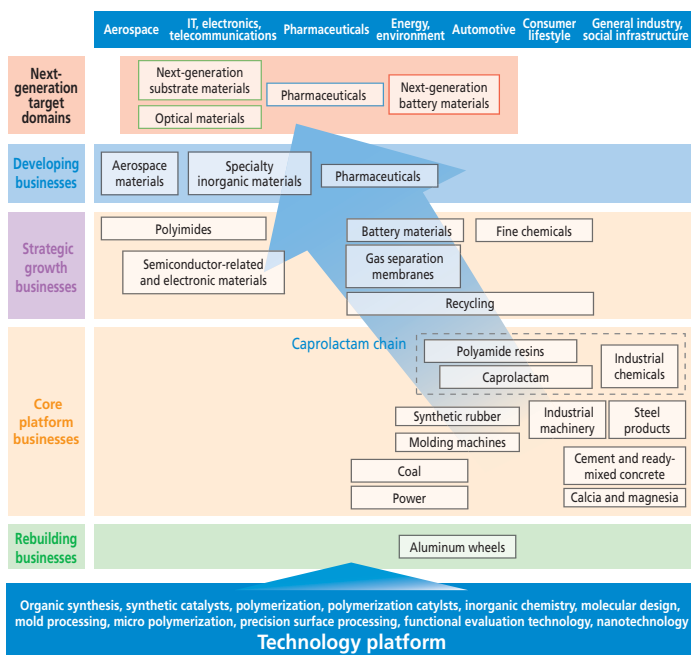 Aerospace
IT, electronics,
telecommunications
Pharmaceuticals
Energy,
environment
Automotive
Consumer
lifestyle
General industry,
social infrastructure
Next-
generation
target
domains
Next-generation
substrate materials
Optical materials
Pharmaceuticals
Next-generation
battery materials
Developing
businesses
Aerospace
materials
Specialty
inorganic materials
Pharmaceuticals
Strategic
growth
businesses
Polyimides
Semiconductor-related
and electronic materials
Battery materials
Fine chemicals
Gas separation
membranes
Recycling
Core
platform
businesses
Caprolactam chain
Polyamide resins
Caprolactam
Industrial
chemicals
Synthetic rubber
Molding machines
Industrial
machinery
Steel
products
Coal
Power
Cement and ready-
mixed concrete
Calcia and magnesia
Rebuilding
businesses
Aluminum wheels
Organic synthesis, synthetic catalysts, polymerization, polymerization catylsts, inorganic chemistry, molecular design,
mold processing, micro polymerization, precision surface processing, functional evaluation technology, nanotechnology
Technology platform